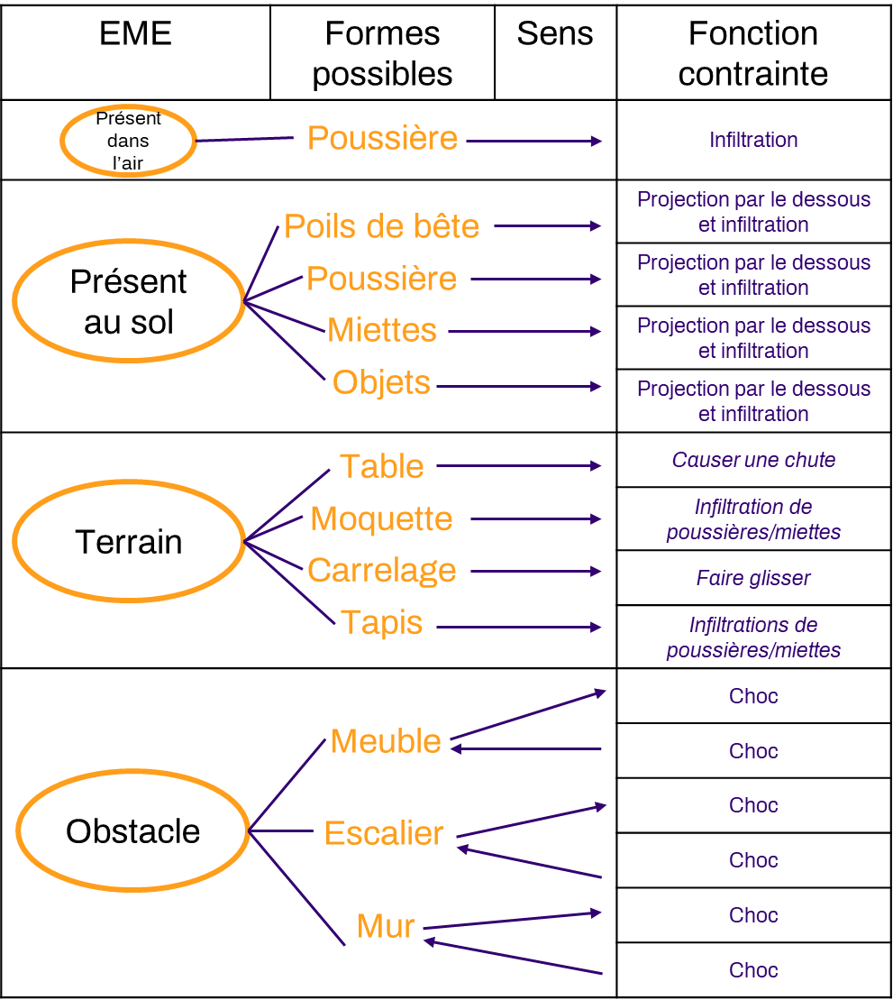 EME
Formes
possibles
Sens
Fonction
contrainte
Présent
dans
l'air
Poussière
Infiltration
Présent
au sol
Poils de bête
Projection par le dessous
et infiltration
Poussière
Projection par le dessous
et infiltration
Miettes
Projection par le dessous
et infiltration
Objets
Projection par le dessous
et infiltration
Terrain
Table
Causer une chute
Moquette
Infiltration de
poussières/miettes
Carrelage
Faire glisser
Tapis
Infiltrations de
poussières/miettes
Obstacle
Meuble
Choc
Choc
Escalier
Choc
Choc
Mur
Choc
Choc